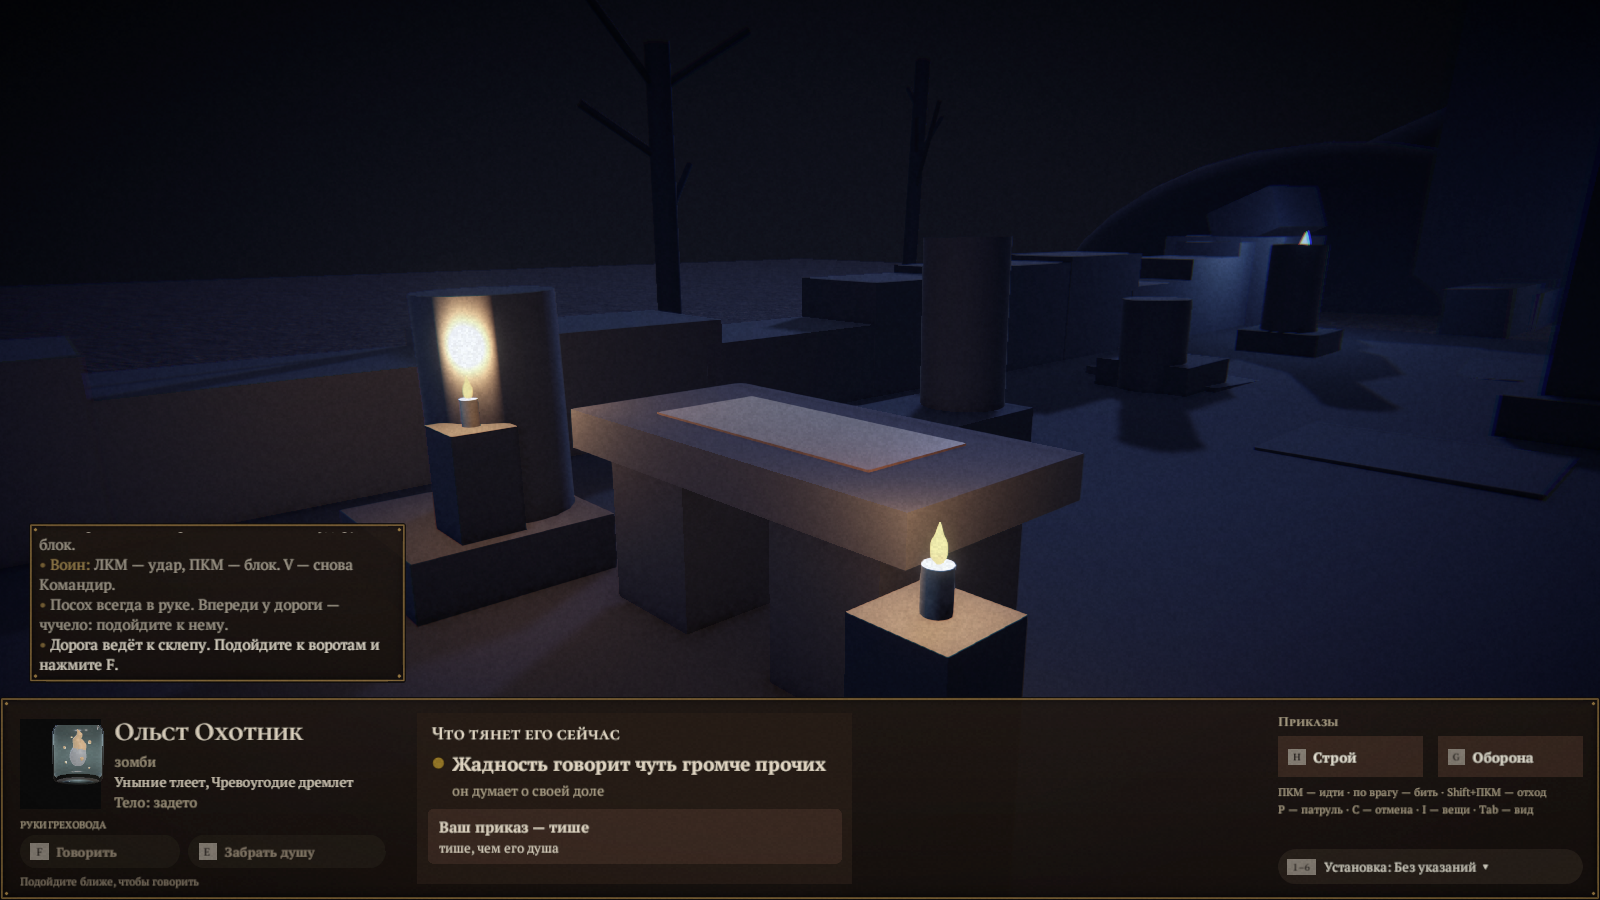 блок.
• Воин: ЛКМ — удар, ПКМ — блок. V — снова
Командир.
• Посох всегда в руке. Впереди у дороги —
чучело: подойдите к нему.
• Дорога ведёт к склепу. Подойдите к воротам и
нажмите F.
Ольст Охотник
зомби
Уныние тлеет, Чревоугодие дремлет
Тело: задето
РУКИ ГРЕХОВОДА
F Говорить
E Забрать душу
Подойдите ближе, чтобы говорить
Что тянет его сейчас
Жадность говорит чуть громче прочих
он думает о своей доле
Ваш приказ — тише
тише, чем его душа
Приказы
H Строй
G Оборона
ПКМ — идти · по врагу — бить · Shift+ПКМ — отход
P — патруль · C — отмена · I — вещи · Tab — вид
1–6 Установка: Без указаний ▾